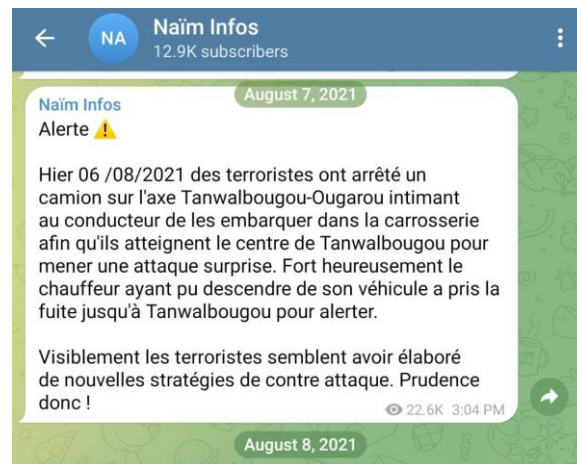 NA
Naïm Infos
12.9K subscribers
August 7, 2021
Naïm Infos
Alerte ⚠️
Hier 06 /08/2021 des terroristes ont arrêté un
camion sur l'axe Tanwalbougou-Ougarou intimant
au conducteur de les embarquer dans la carrosserie
afin qu'ils atteignent le centre de Tanwalbougou pour
mener une attaque surprise. Fort heureusement le
chauffeur ayant pu descendre de son véhicule a pris la
fuite jusqu'à Tanwalbougou pour alerter.
Visiblement les terroristes semblent avoir élaboré
de nouvelles stratégies de contre attaque. Prudence
donc !
22.6K 3:04 PM
August 8, 2021